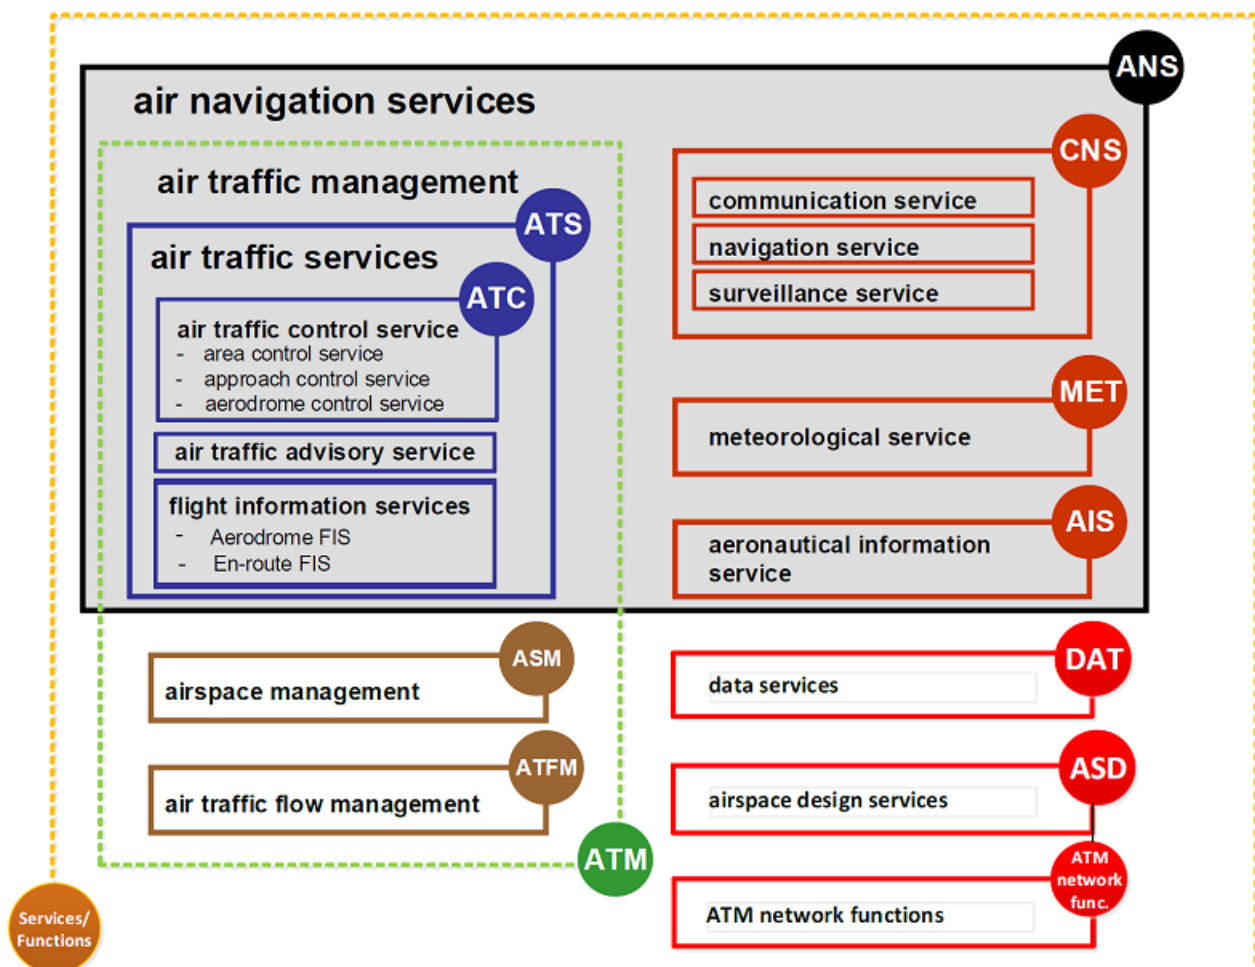 ANS
air navigation services
air traffic management
ATS
air traffic services
ATC
air traffic control service
- area control service
- approach control service
- aerodrome control service
air traffic advisory service
flight information services
- Aerodrome FIS
- En-route FIS
CNS
communication service
navigation service
surveillance service
MET
meteorological service
AIS
aeronautical information
service
ASM
airspace management
ATFM
air traffic flow management
ATM
DAT
data services
ASD
airspace design services
ATM
network
func.
ATM network functions
Services/
Functions